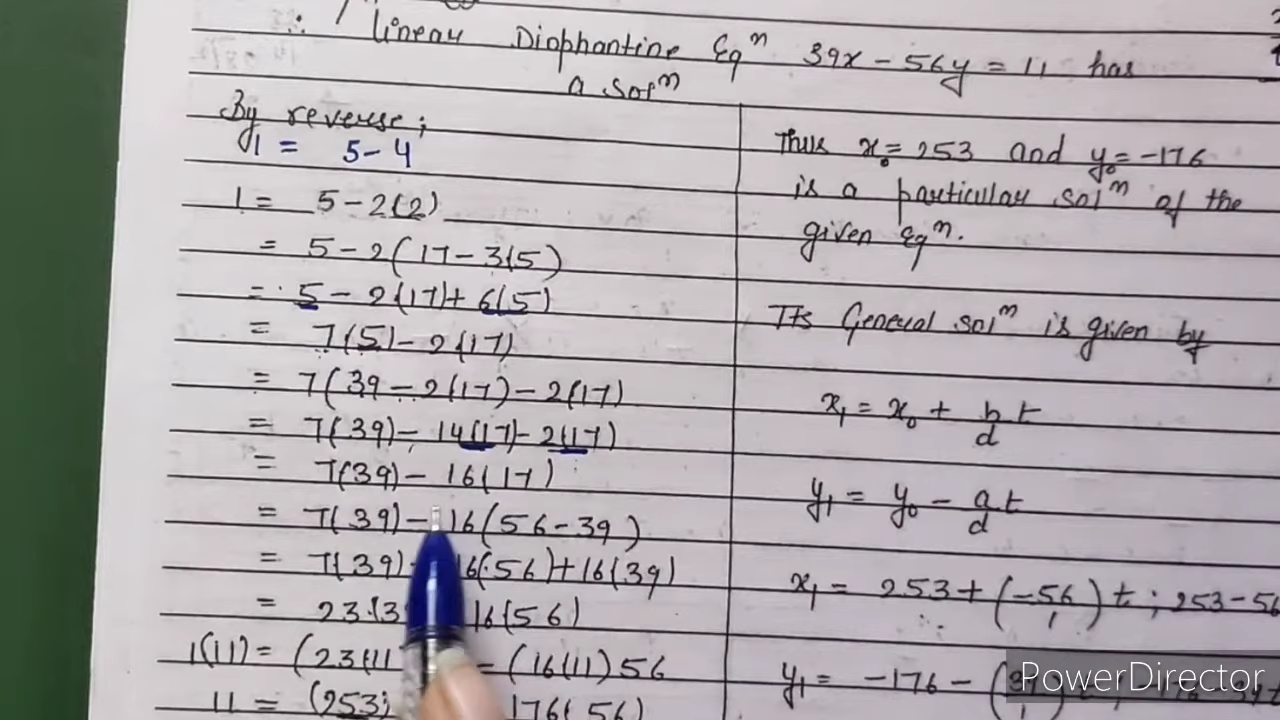 ∴ Linear Diophantine Eqⁿ 39x - 56y = 11 has
a solⁿ
By reverse;
1 = 5-4
1 = 5-2(2)
= 5-2(17-3(5)
= 5-2(17)+6(5)
= 7(5)-2(17)
= 7(39-2(17)-2(17)
= 7(39)-14(17)-2(17)
= 7(39)-16(17)
= 7(39)-16(56-39)
= 7(39) 16(56)+16(39)
= 23(3 16(56)
1(11) = (23(11 = (16(11)56
11 = (253) 176(56)
Thus x₀=253 and y₀=-176
is a particular solⁿ of the
given Eqⁿ.
Its General solⁿ is given by
x₁ = x₀ + b/d t
y₁ = y₀ - a/d t
x₁ = 253+(-56/1)t ; 253-56
y₁ = -176-(39
PowerDirector